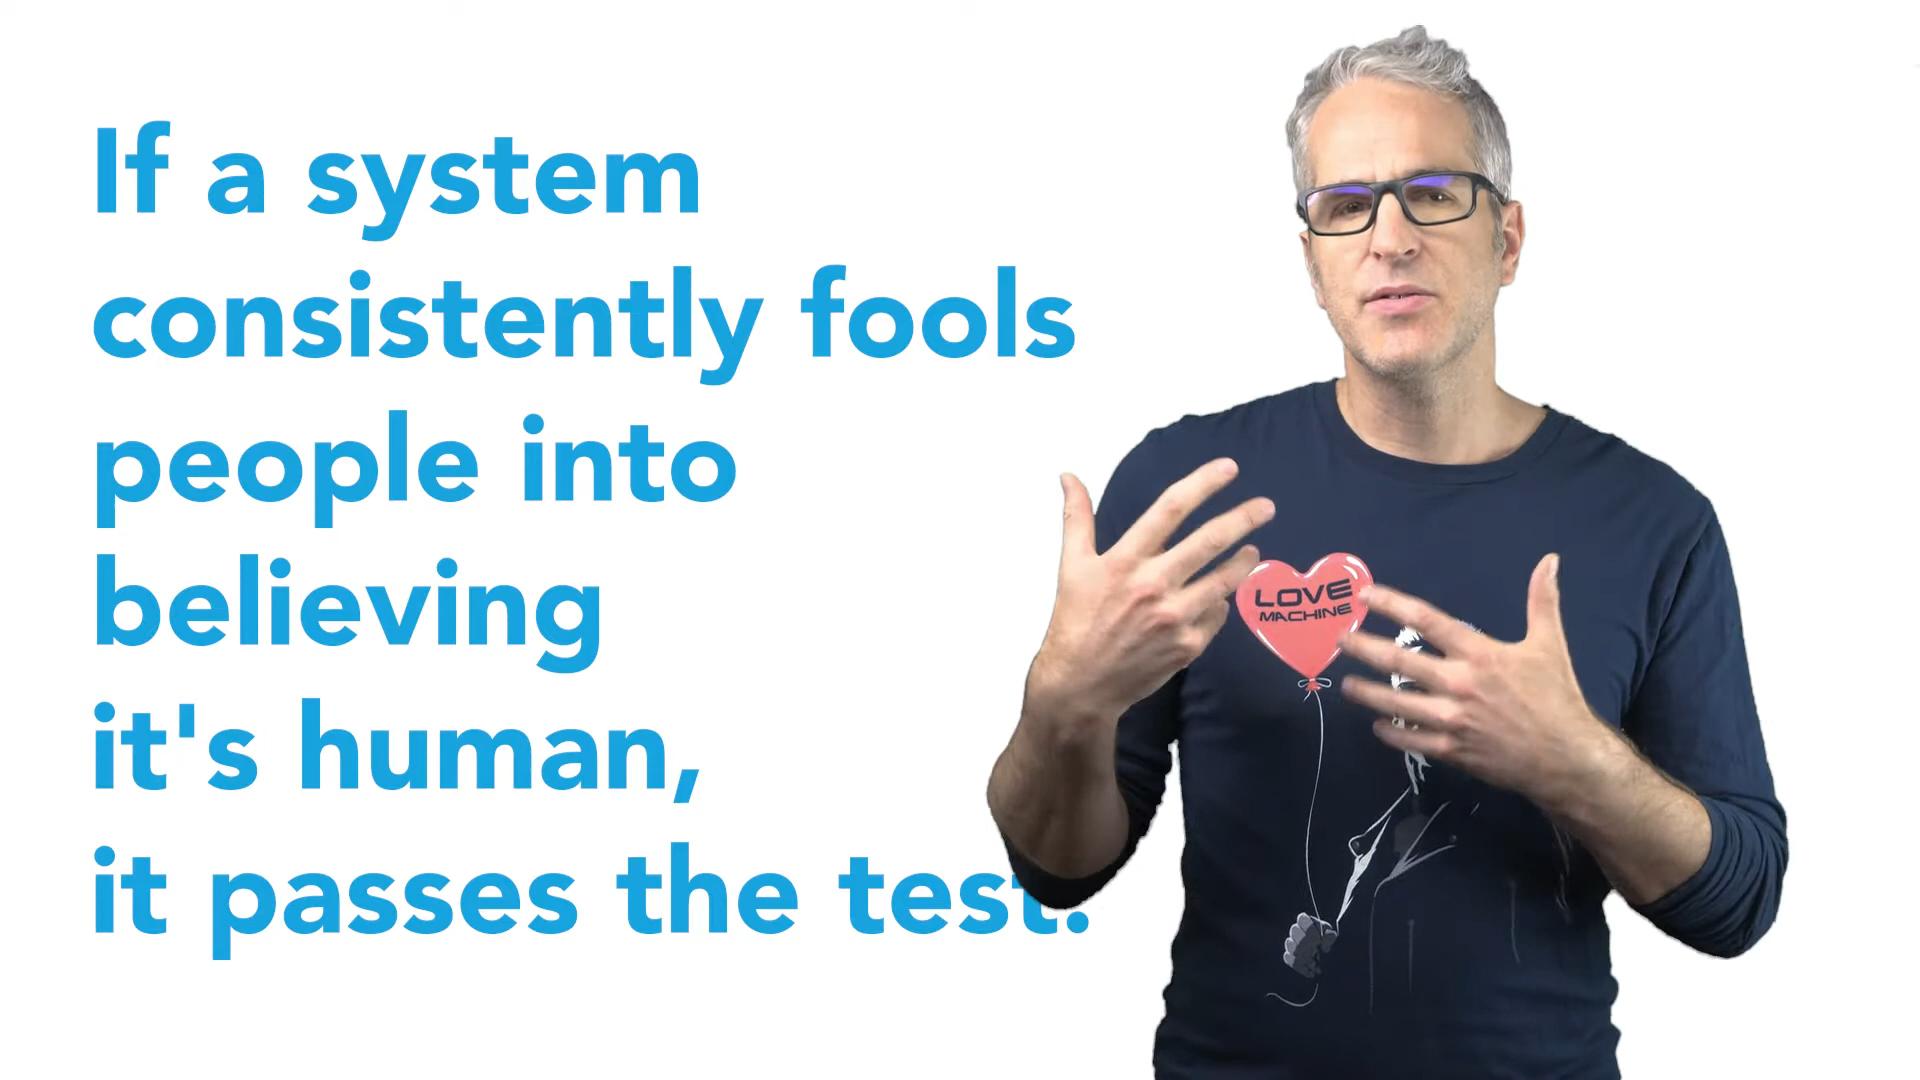 If a system
consistently fools
people into
believing
it's human,
it passes the test.
LOVE
MACHINE